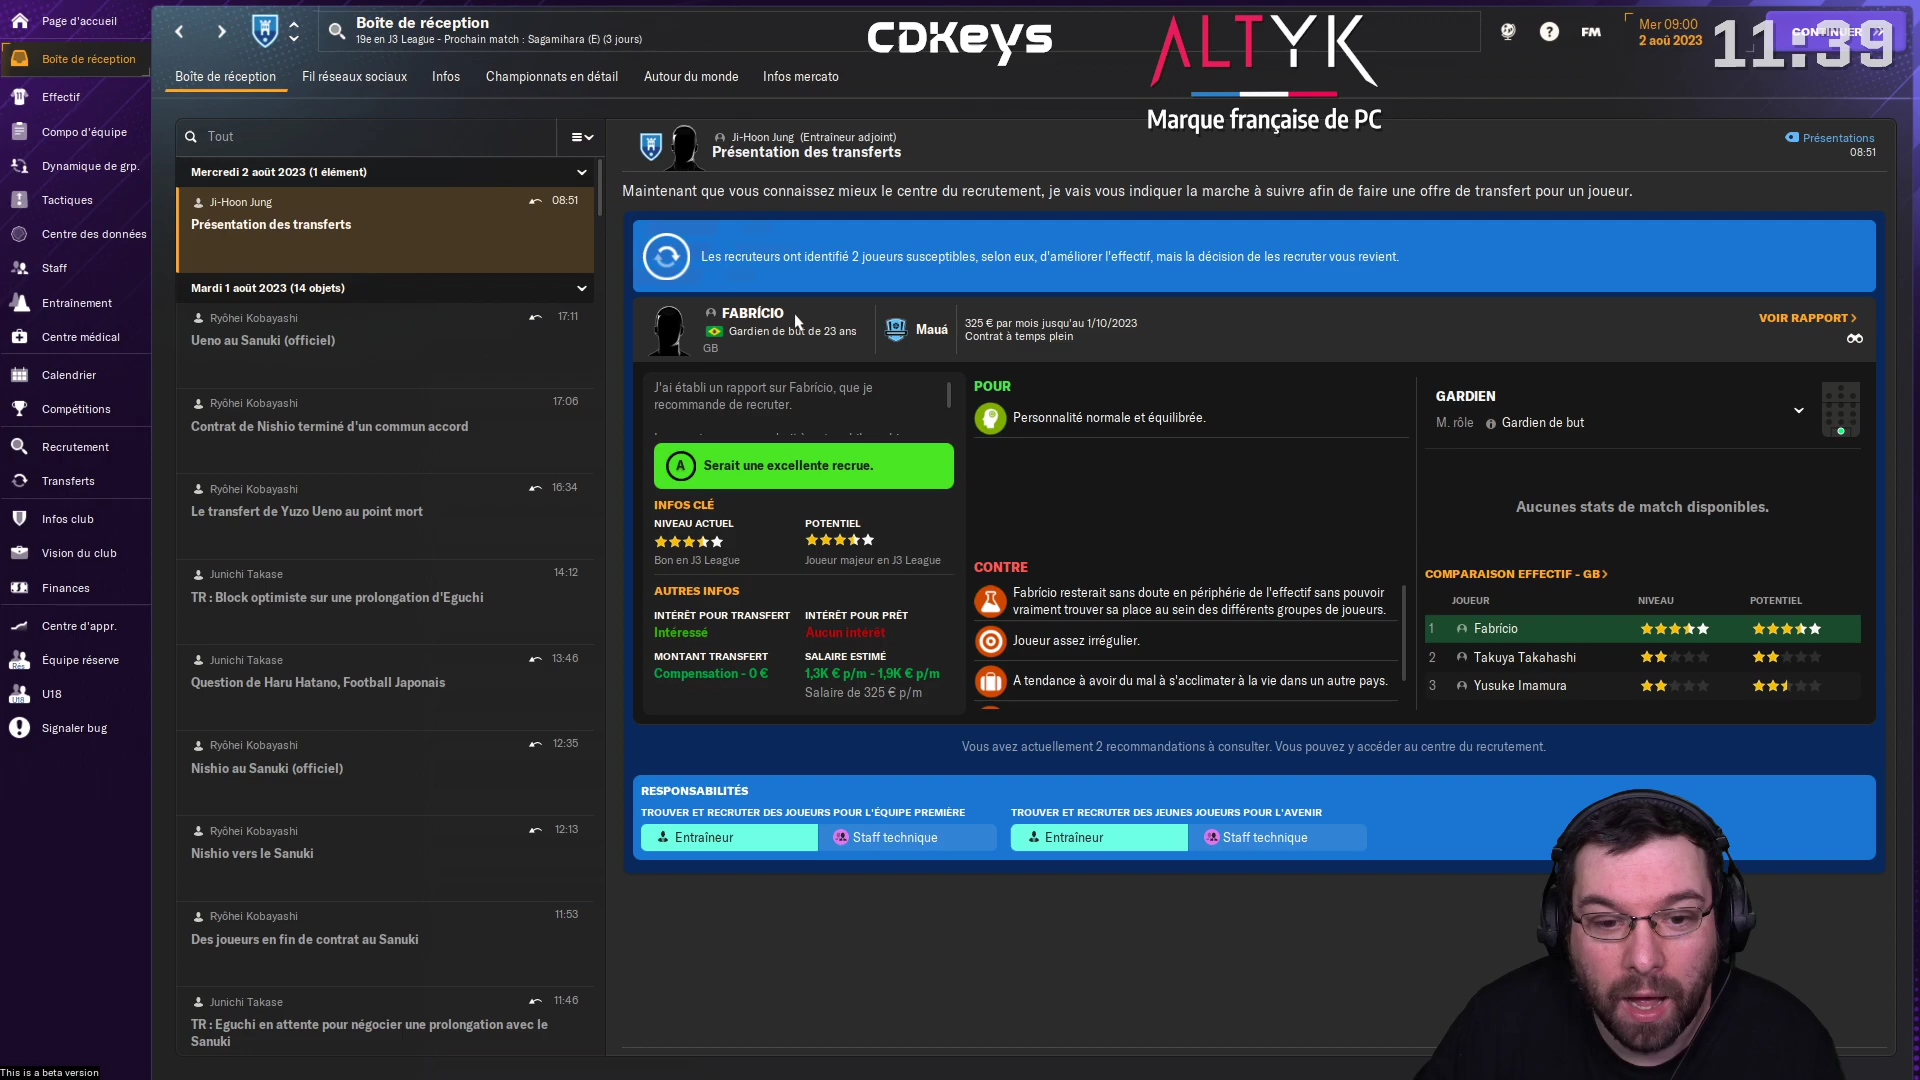 Page d'accueil
Boîte de réception
Effectif
Compo d'équipe
Dynamique de grp.
Tactiques
Centre des données
Staff
Entraînement
Centre médical
Calendrier
Compétitions
Recrutement
Transferts
Infos club
Vision du club
Finances
Centre d'appr.
Équipe réserve
U18
Signaler bug
This is a beta version
Boîte de réception
19e en J3 League - Prochain match : Sagamihara (E) (3 jours)
CDKeys
ALTYK
Marque française de PC
FM
Mer 09:00
2 aoû 2023
CONTINUER
11:39
Boîte de réception
Fil réseaux sociaux
Infos
Championnats en détail
Autour du monde
Infos mercato
Tout
Mercredi 2 août 2023 (1 élément)
Ji-Hoon Jung 08:51
Présentation des transferts
Mardi 1 août 2023 (14 objets)
Ryôhei Kobayashi 17:11
Ueno au Sanuki (officiel)
Ryôhei Kobayashi 17:06
Contrat de Nishio terminé d'un commun accord
Ryôhei Kobayashi 16:34
Le transfert de Yuzo Ueno au point mort
Junichi Takase 14:12
TR : Block optimiste sur une prolongation d'Eguchi
Junichi Takase 13:46
Question de Haru Hatano, Football Japonais
Ryôhei Kobayashi 12:35
Nishio au Sanuki (officiel)
Ryôhei Kobayashi 12:13
Nishio vers le Sanuki
Ryôhei Kobayashi 11:53
Des joueurs en fin de contrat au Sanuki
Junichi Takase 11:46
TR : Eguchi en attente pour négocier une prolongation avec le
Sanuki
Ji-Hoon Jung (Entraîneur adjoint)
Présentation des transferts
Présentations
08:51
Maintenant que vous connaissez mieux le centre du recrutement, je vais vous indiquer la marche à suivre afin de faire une offre de transfert pour un joueur.
Les recruteurs ont identifié 2 joueurs susceptibles, selon eux, d'améliorer l'effectif, mais la décision de les recruter vous revient.
FABRÍCIO
Gardien de but de 23 ans
GB
Mauá
325 € par mois jusqu'au 1/10/2023
Contrat à temps plein
VOIR RAPPORT >
J'ai établi un rapport sur Fabrício, que je
recommande de recruter.
A Serait une excellente recrue.
INFOS CLÉ
NIVEAU ACTUEL POTENTIEL
Bon en J3 League Joueur majeur en J3 League
AUTRES INFOS
INTÉRÊT POUR TRANSFERT INTÉRÊT POUR PRÊT
Intéressé Aucun intérêt
MONTANT TRANSFERT SALAIRE ESTIMÉ
Compensation - 0 € 1,3K € p/m - 1,9K € p/m
Salaire de 325 € p/m
POUR
Personnalité normale et équilibrée.
CONTRE
Fabrício resterait sans doute en périphérie de l'effectif sans pouvoir
vraiment trouver sa place au sein des différents groupes de joueurs.
Joueur assez irrégulier.
A tendance à avoir du mal à s'acclimater à la vie dans un autre pays.
GARDIEN
M. rôle Gardien de but
Aucunes stats de match disponibles.
COMPARAISON EFFECTIF - GB >
JOUEUR NIVEAU POTENTIEL
1 Fabrício
2 Takuya Takahashi
3 Yusuke Imamura
Vous avez actuellement 2 recommandations à consulter. Vous pouvez y accéder au centre du recrutement.
RESPONSABILITÉS
TROUVER ET RECRUTER DES JOUEURS POUR L'ÉQUIPE PREMIÈRE
Entraîneur Staff technique
TROUVER ET RECRUTER DES JEUNES JOUEURS POUR L'AVENIR
Entraîneur Staff technique